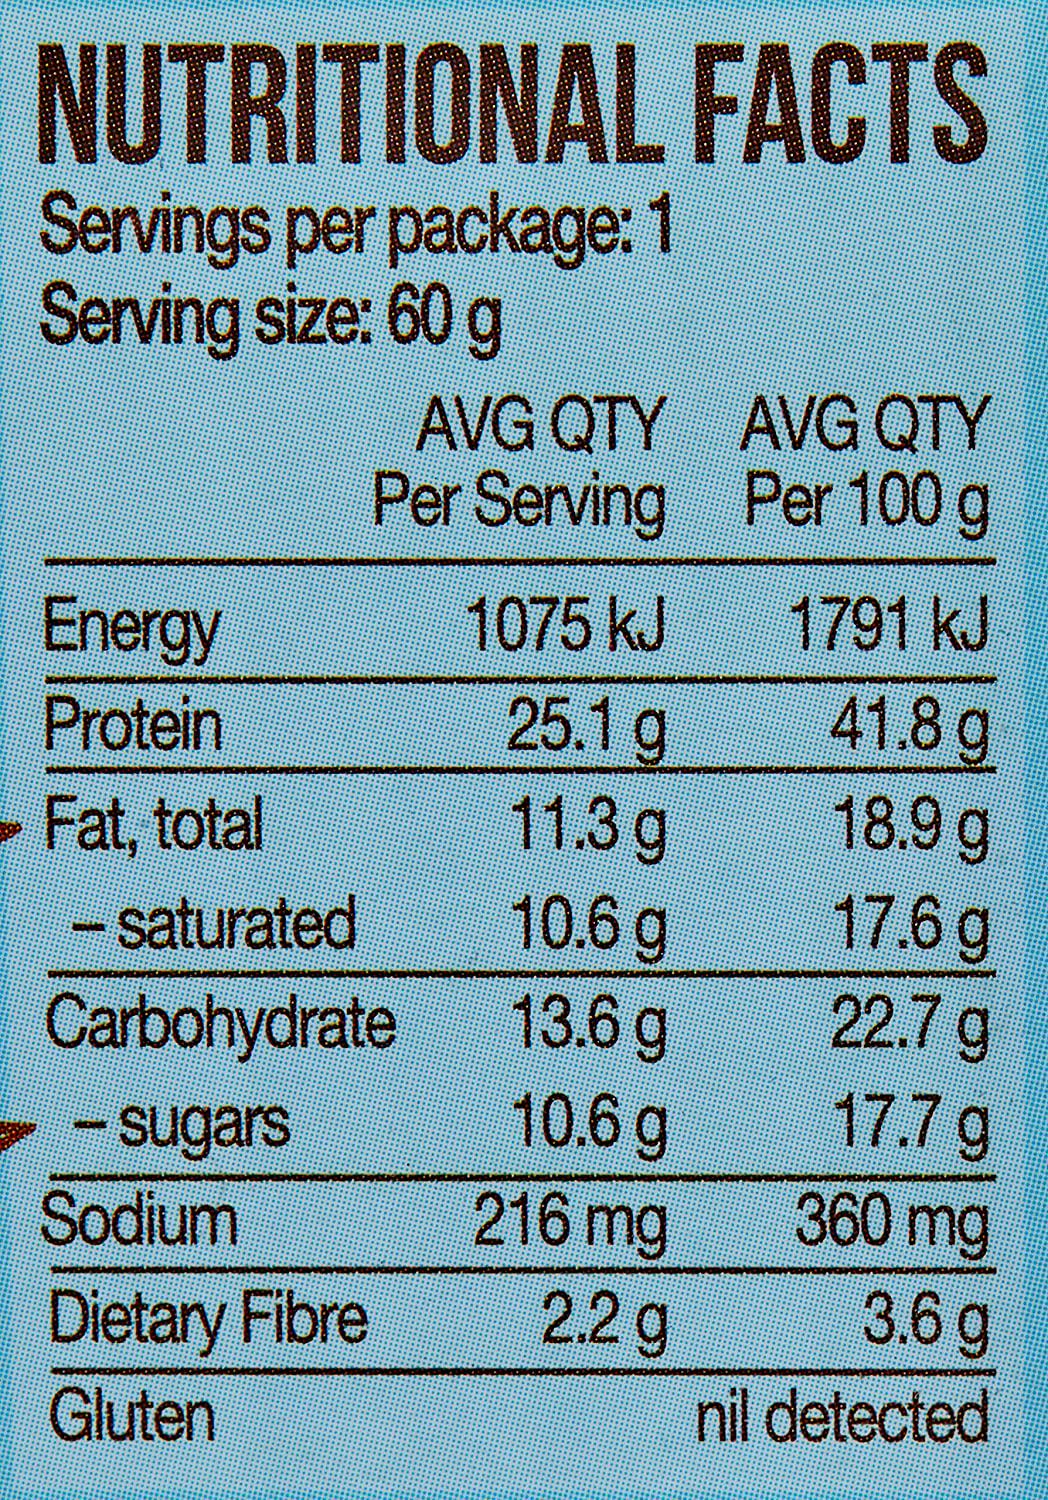 NUTRITIONAL FACTS
Servings per package: 1
Serving size: 60 g
AVG QTY AVG QTY
Per Serving Per 100 g
Energy 1075 kJ 1791 kJ
Protein 25.1 g 41.8 g
Fat, total 11.3 g 18.9 g
– saturated 10.6 g 17.6 g
Carbohydrate 13.6 g 22.7 g
– sugars 10.6 g 17.7 g
Sodium 216 mg 360 mg
Dietary Fibre 2.2 g 3.6 g
Gluten nil detected